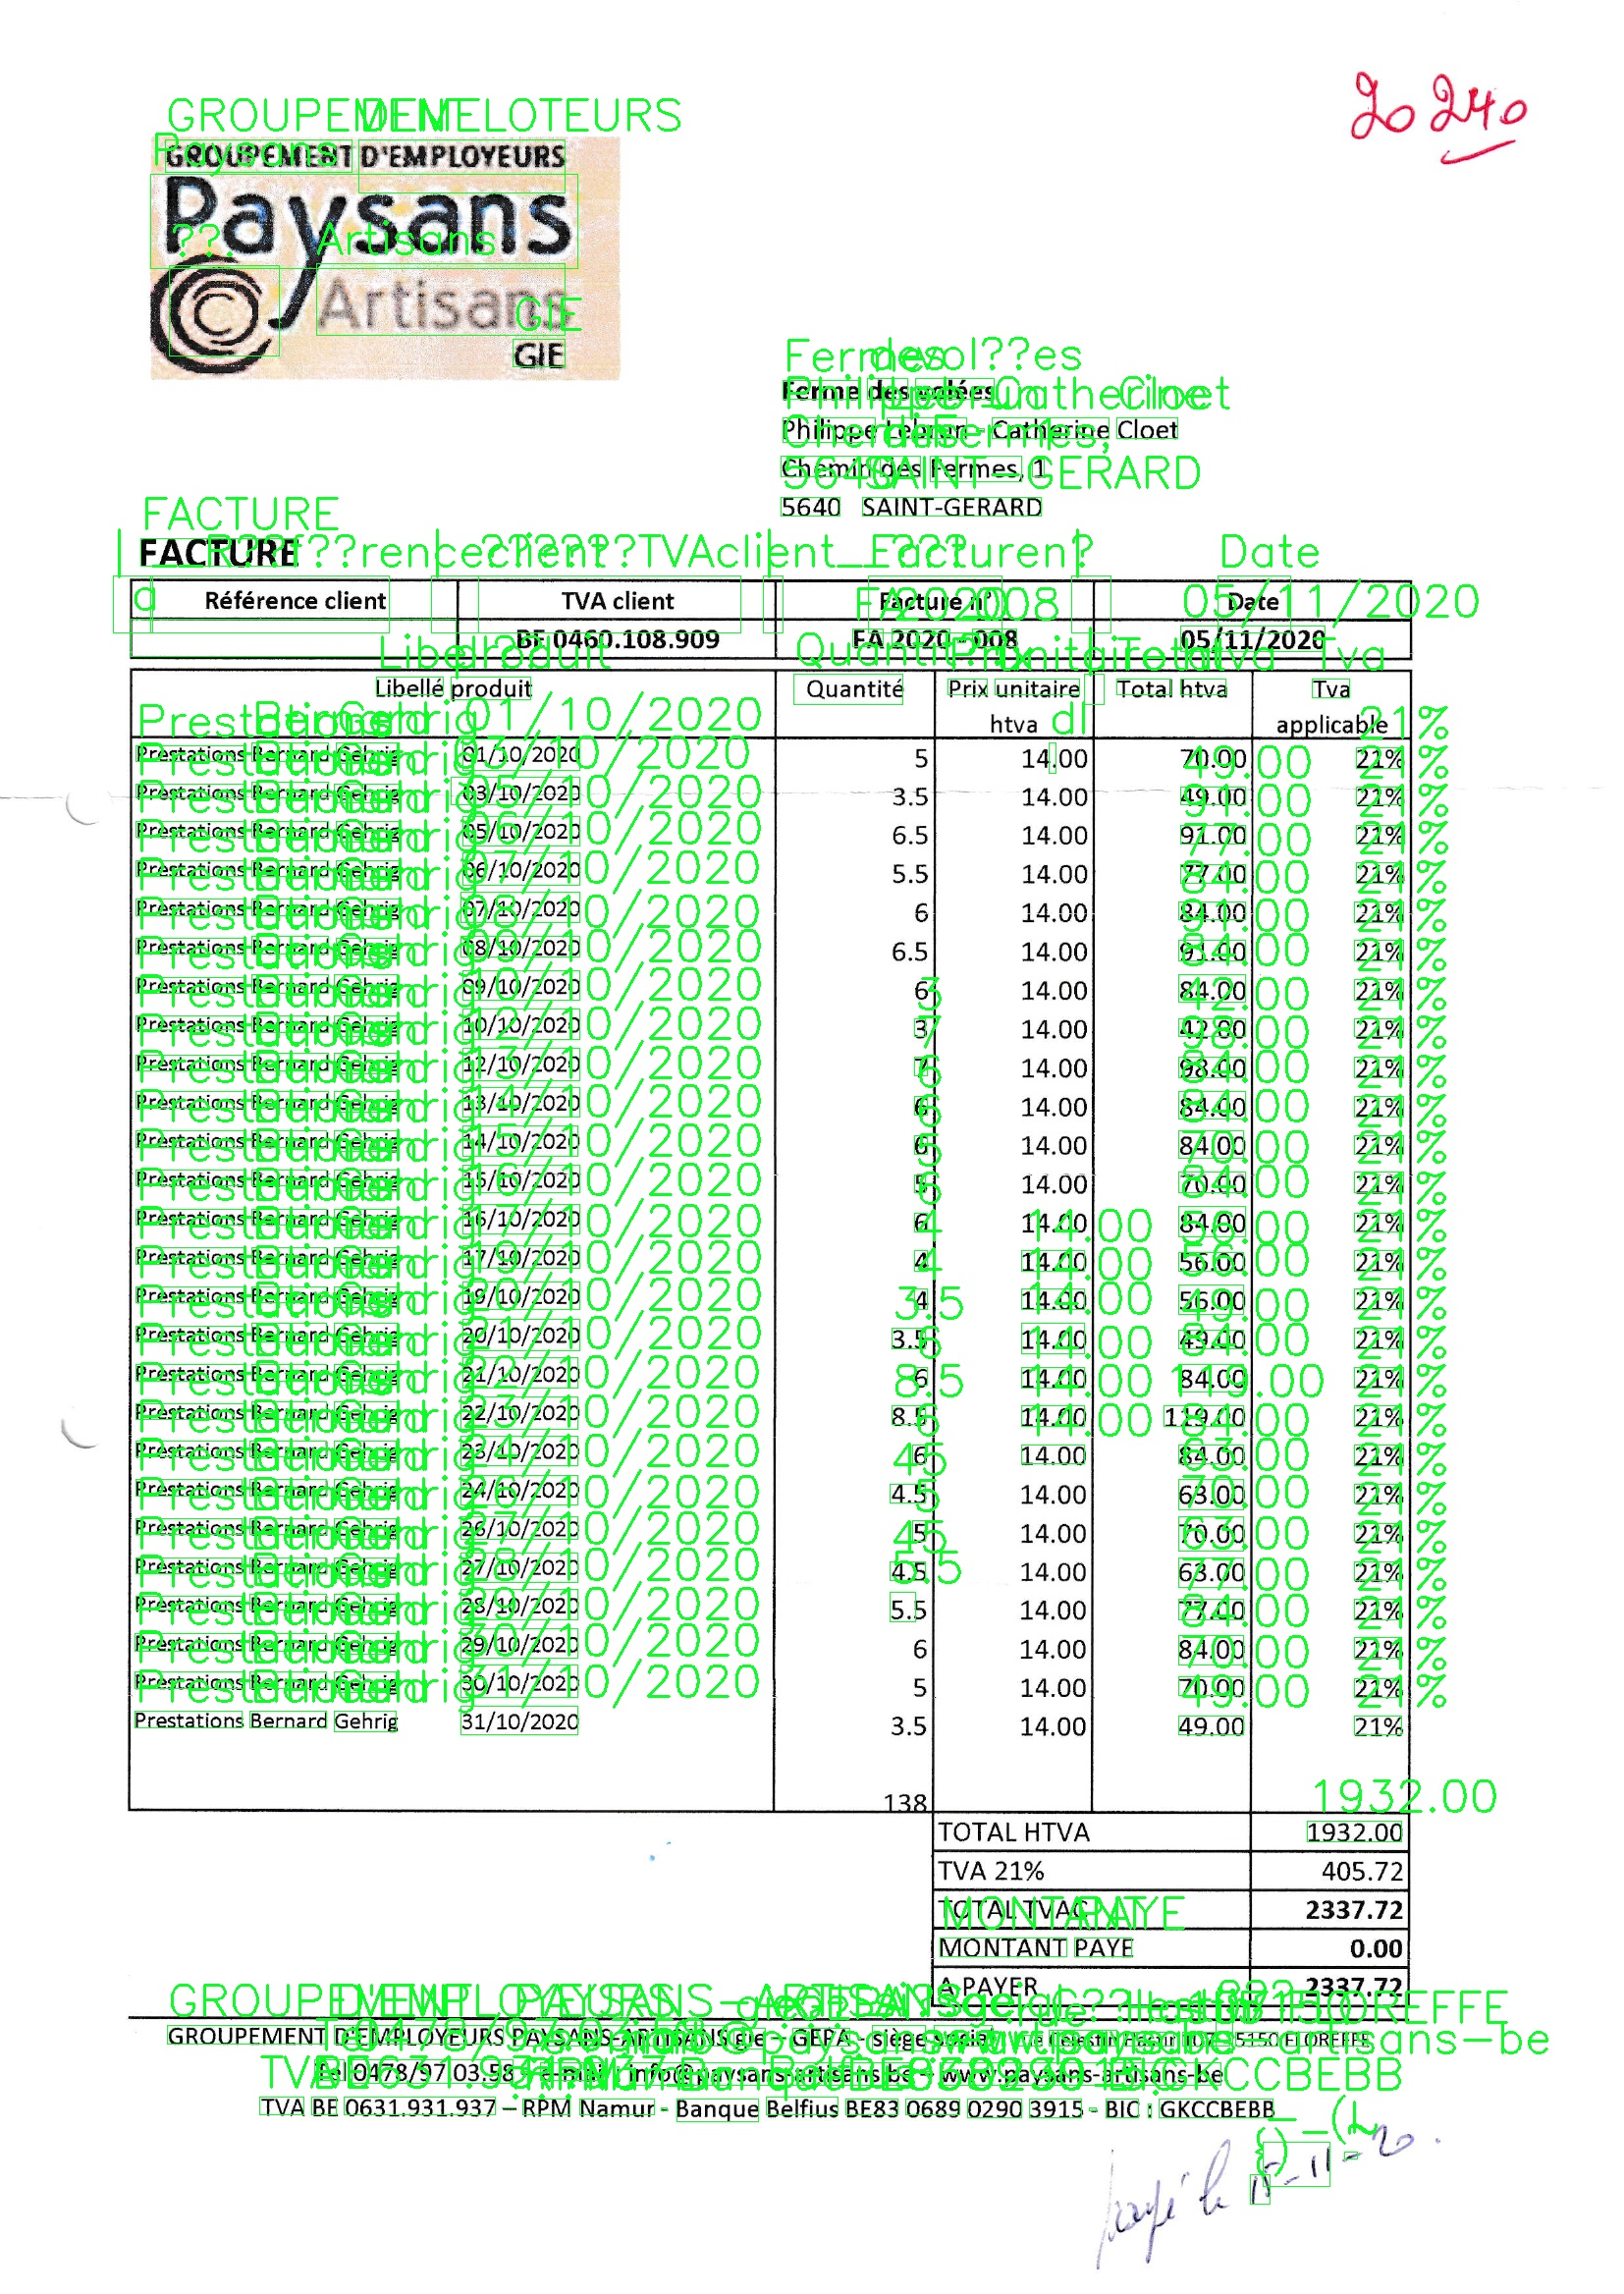 20 240
GROUPEMENT D'EMPLOYEURS
Paysans
Artisans
GIE
Ferme des volées
Philippe Lebrun - Catherine Cloet
Chemin des Fermes, 1
5640 SAINT-GERARD
FACTURE
Référence client TVA client Facture n° Date
BE 0460.108.909 FA 2020 - 008 05/11/2020
Libellé produit Quantité Prix unitaire htva Total htva Tva applicable
Prestations Bernard Gehrig 01/10/2020 5 14.00 70.00 21%
Prestations Bernard Gehrig 03/10/2020 3.5 14.00 49.00 21%
Prestations Bernard Gehrig 05/10/2020 6.5 14.00 91.00 21%
Prestations Bernard Gehrig 06/10/2020 5.5 14.00 77.00 21%
Prestations Bernard Gehrig 07/10/2020 6 14.00 84.00 21%
Prestations Bernard Gehrig 08/10/2020 6.5 14.00 91.00 21%
Prestations Bernard Gehrig 09/10/2020 6 14.00 84.00 21%
Prestations Bernard Gehrig 10/10/2020 3 14.00 42.00 21%
Prestations Bernard Gehrig 12/10/2020 7 14.00 98.00 21%
Prestations Bernard Gehrig 13/10/2020 6 14.00 84.00 21%
Prestations Bernard Gehrig 14/10/2020 6 14.00 84.00 21%
Prestations Bernard Gehrig 15/10/2020 5 14.00 70.00 21%
Prestations Bernard Gehrig 16/10/2020 6 14.00 84.00 21%
Prestations Bernard Gehrig 17/10/2020 4 14.00 56.00 21%
Prestations Bernard Gehrig 19/10/2020 4 14.00 56.00 21%
Prestations Bernard Gehrig 20/10/2020 3.5 14.00 49.00 21%
Prestations Bernard Gehrig 21/10/2020 6 14.00 84.00 21%
Prestations Bernard Gehrig 22/10/2020 8.5 14.00 119.00 21%
Prestations Bernard Gehrig 23/10/2020 6 14.00 84.00 21%
Prestations Bernard Gehrig 24/10/2020 4.5 14.00 63.00 21%
Prestations Bernard Gehrig 26/10/2020 5 14.00 70.00 21%
Prestations Bernard Gehrig 27/10/2020 4.5 14.00 63.00 21%
Prestations Bernard Gehrig 28/10/2020 5.5 14.00 77.00 21%
Prestations Bernard Gehrig 29/10/2020 6 14.00 84.00 21%
Prestations Bernard Gehrig 30/10/2020 5 14.00 70.00 21%
Prestations Bernard Gehrig 31/10/2020 3.5 14.00 49.00 21%
138
TOTAL HTVA 1932.00
TVA 21% 405.72
TOTAL TVAC 2337.72
MONTANT PAYE 0.00
A PAYER 2337.72
GROUPEMENT D'EMPLOYEURS PAYSANS-ARTISANS gie – GEPA - siège 5150 FLOREFFE
Tel 0478/97.03.58 – e-mail : info@paysans-artisans.be – www.paysans-artisans-be
TVA BE 0631.931.937 – RPM Namur - Banque Belfius BE83 0689 0290 3915 - BIC : GKCCBEBB
payé le 15-11-20.